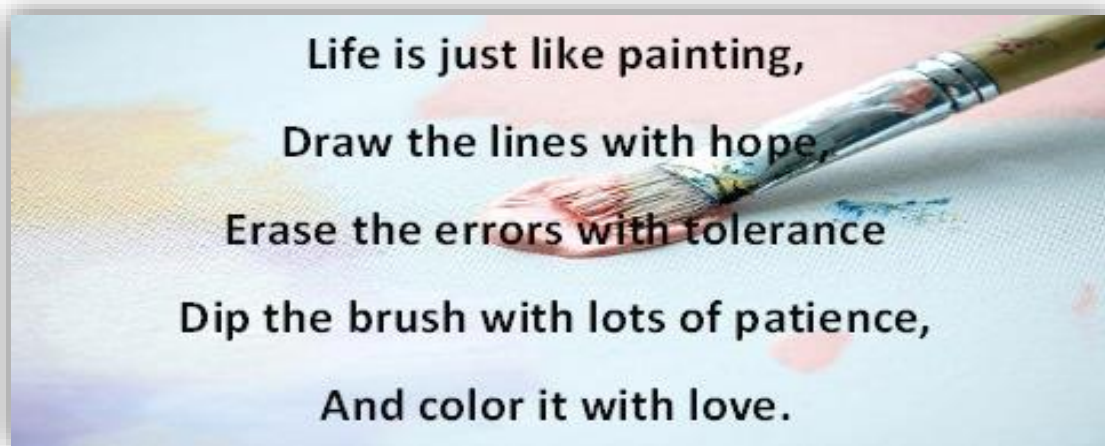 Life is just like painting,
Draw the lines with hope,
Erase the errors with tolerance
Dip the brush with lots of patience,
And color it with love.